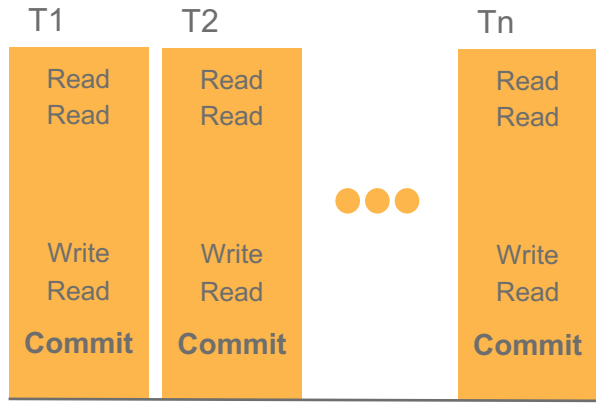 T1 T2 Tn
Read Read Read
Read Read Read
Write Write Write
Read Read Read
Commit Commit Commit